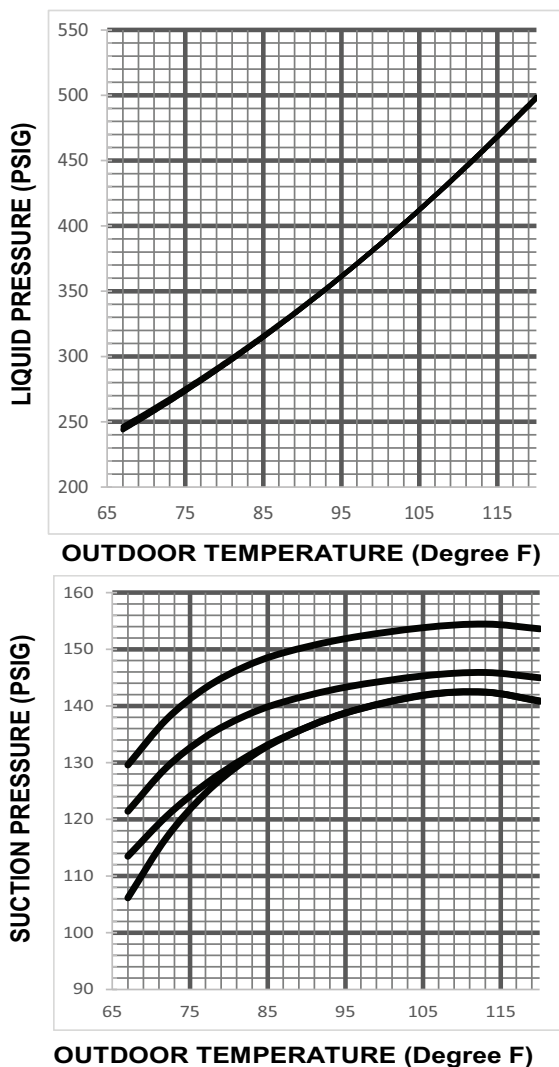 LIQUID PRESSURE (PSIG)
550
500
450
400
350
300
250
200
65 75 85 95 105 115
OUTDOOR TEMPERATURE (Degree F)
SUCTION PRESSURE (PSIG)
160
150
140
130
120
110
100
90
65 75 85 95 105 115
OUTDOOR TEMPERATURE (Degree F)